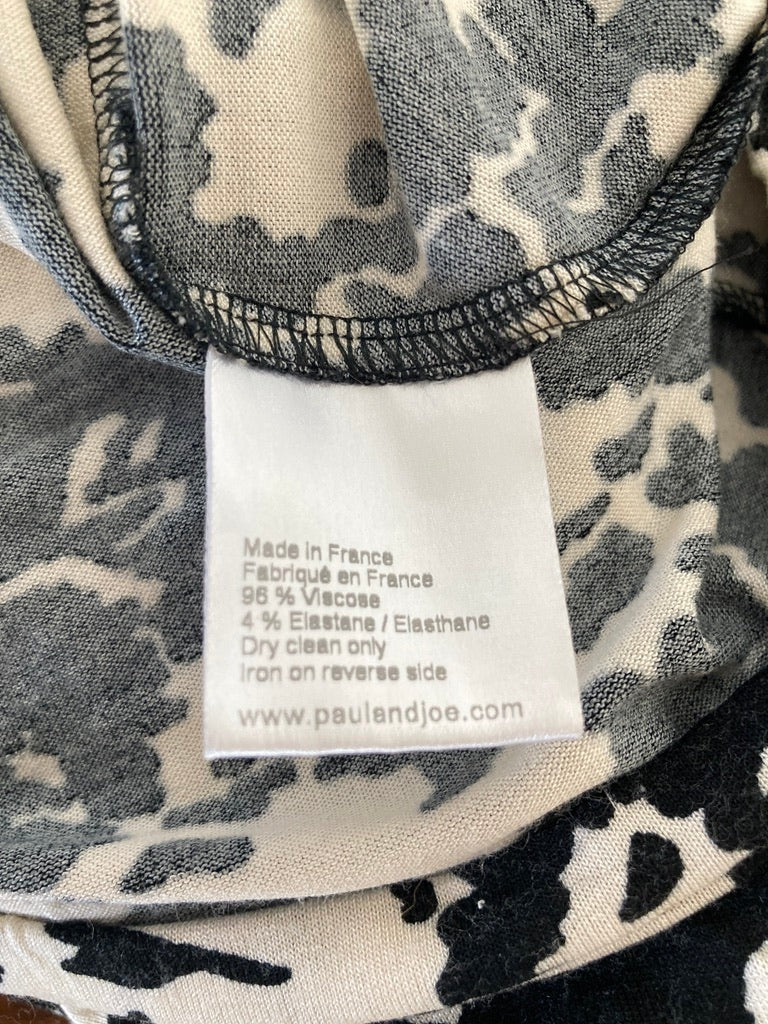 Made in France
Fabriqué en France
96 % Viscose
4 % Elastane / Elasthane
Dry clean only
Iron on reverse side
www.paulandjoe.com